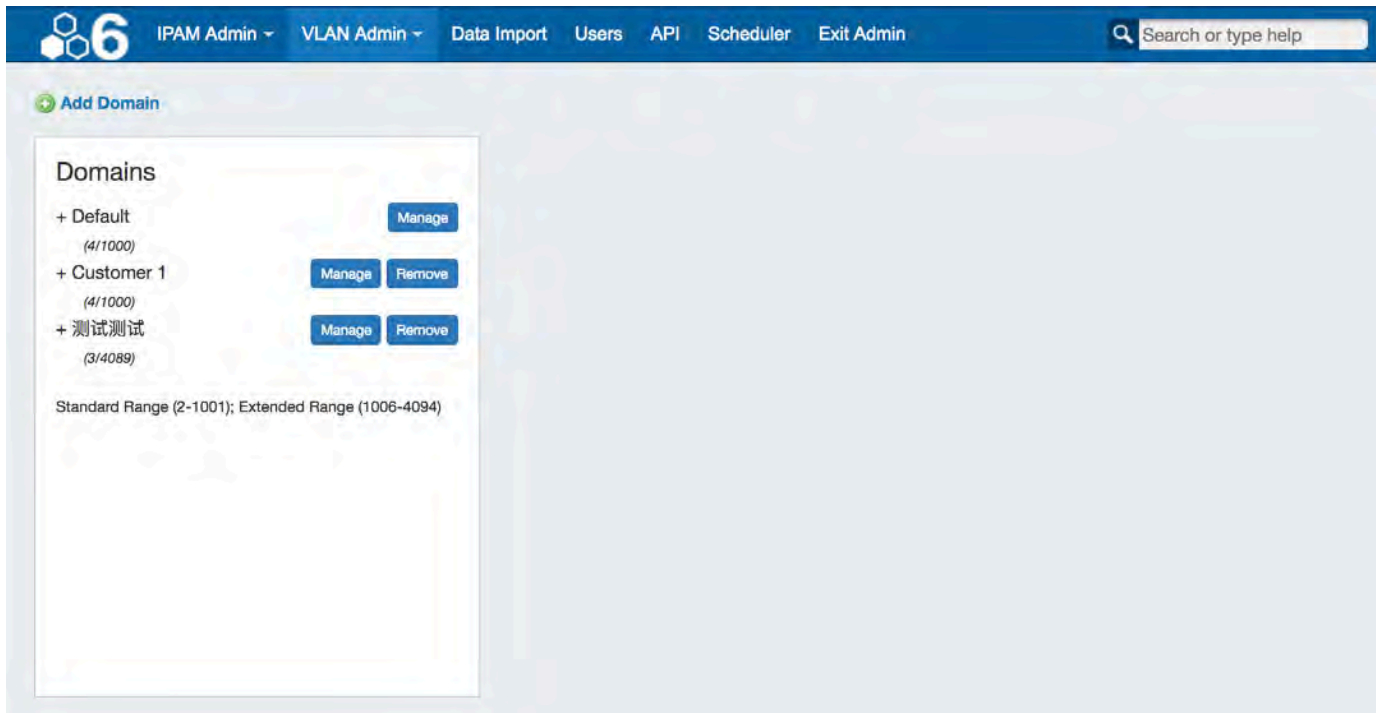 6 IPAM Admin VLAN Admin Data Import Users API Scheduler Exit Admin Search or type help
Add Domain
Domains
+ Default Manage
(4/1000)
+ Customer 1 Manage Remove
(4/1000)
+ 测试测试 Manage Remove
(3/4089)
Standard Range (2-1001); Extended Range (1006-4094)